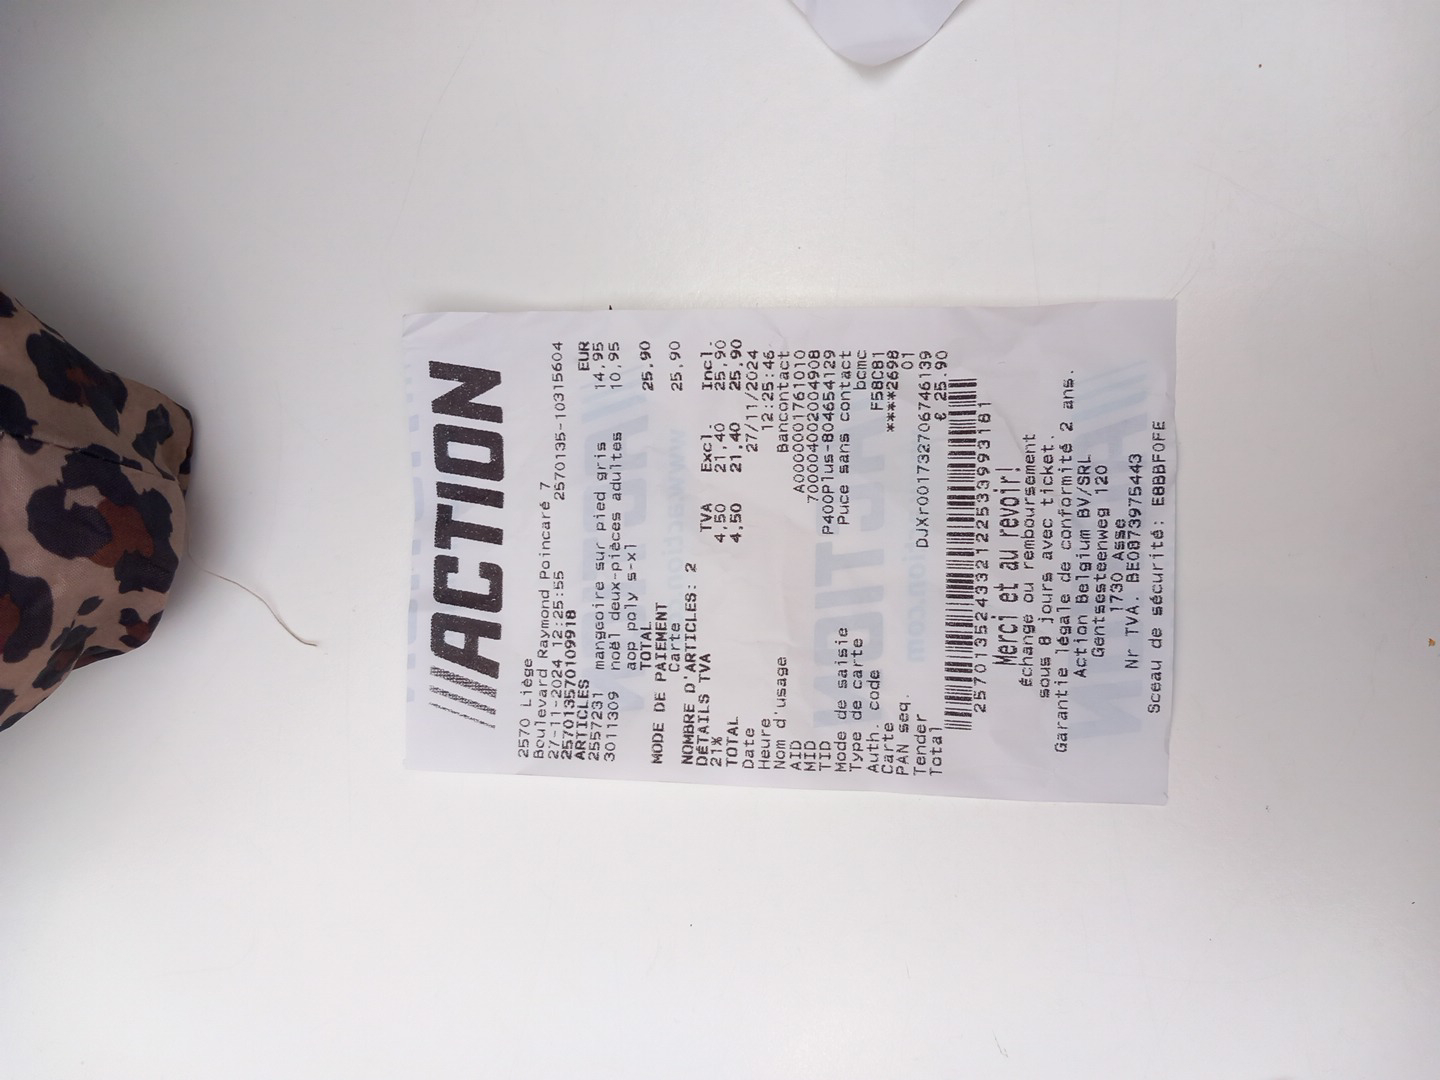 ACTION
2570 Liège
Boulevard Raymond Poincaré 7
27-11-2024 12:25:55 2570135-10315604
2570135701099​18
ARTICLES EUR
2557231 mangeoire sur pied gris 14,95
3011309 noël deux-pièces adultes 10,95
aop poly s-xl
TOTAL 25,90
MODE DE PAIEMENT
Carte 25,90
NOMBRE D'ARTICLES: 2
DÉTAILS TVA TVA Excl. Incl.
21% 4,50 21,40 25,90
TOTAL 4,50 21,40 25,90
Date 27/11/2024
Heure 12:25:46
Nom d'usage Bancontact
AID A0000001761010
MID 700004002004908
TID P400Plus-804654129
Mode de saisie Puce sans contact
Type de carte bcmc
Auth. code F58C81
Carte ****2698
PAN seq. 01
Tender DJXr001732706746139
Total € 25.90
2570135243321225339993181
Merci et au revoir!
échange ou remboursement
sous 8 jours avec ticket.
Garantie légale de conformité 2 ans.
Action Belgium BV/SRL
Gentsesteenweg 120
1730 Asse
Nr TVA. BE0873975443
Sceau de sécurité: E8BBF0FE